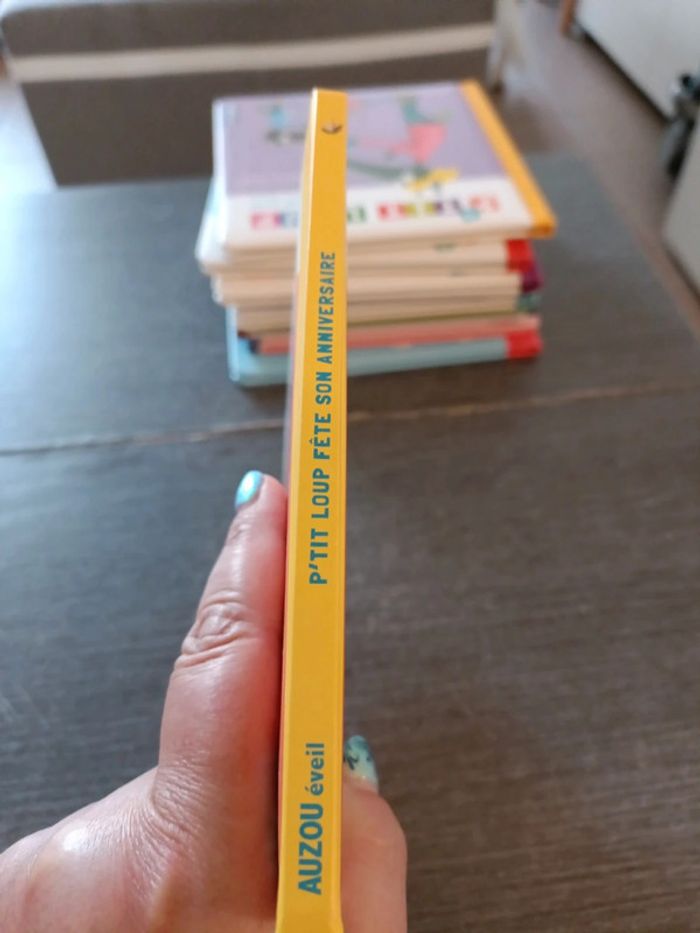 P'TIT LOUP FÊTE SON ANNIVERSAIRE
AUZOU éveil